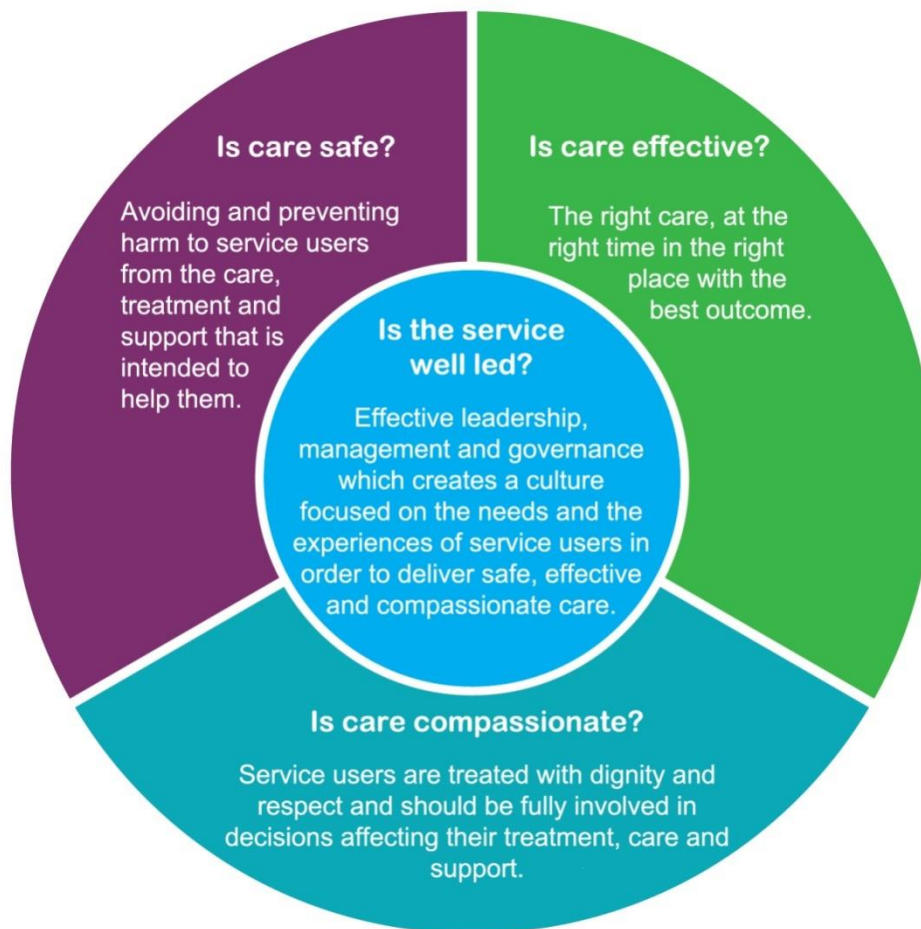 Is care safe?
Avoiding and preventing
harm to service users
from the care,
treatment and
support that is
intended to
help them.
Is care effective?
The right care, at the
right time in the right
place with the
best outcome.
Is the service
well led?
Effective leadership,
management and governance
which creates a culture
focused on the needs and the
experiences of service users in
order to deliver safe, effective
and compassionate care.
Is care compassionate?
Service users are treated with dignity and
respect and should be fully involved in
decisions affecting their treatment, care and
support.